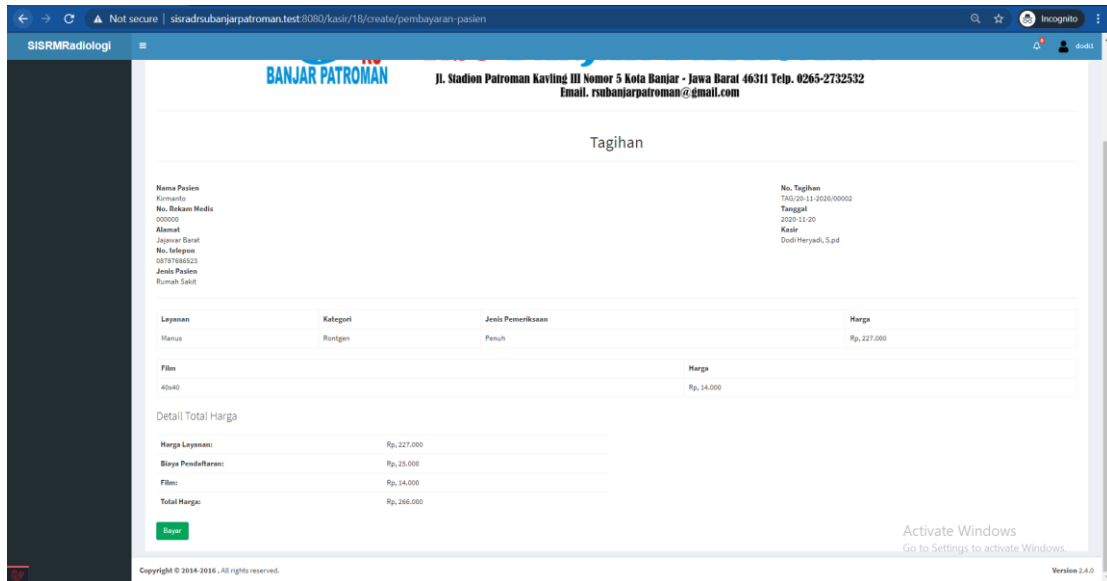 Not secure | sisradrsubanjarpatroman.test:8080/kasir/18/create/pembayaran-pasien
Incognito
SISRMRadiologi
dodi1
BANJAR PATROMAN
Jl. Stadion Patroman Kavling III Nomor 5 Kota Banjar - Jawa Barat 46311 Telp. 0265-2732532
Email. rsubanjarpatroman@gmail.com
Tagihan
Nama Pasien
Kirmanto
No. Rekam Medis
000000
Alamat
Jajawar Barat
No. telepon
08787686523
Jenis Pasien
Rumah Sakit
No. Tagihan
TAG/20-11-2020/00002
Tanggal
2020-11-20
Kasir
Dodi Heryadi, S.pd
Layanan Kategori Jenis Pemeriksaan Harga
Manus Rontgen Penuh Rp, 227.000
Film Harga
40x40 Rp, 14.000
Detail Total Harga
Harga Layanan: Rp, 227.000
Biaya Pendaftaran: Rp, 25.000
Film: Rp, 14.000
Total Harga: Rp, 266.000
Bayar
Activate Windows
Go to Settings to activate Windows.
Copyright © 2014-2016 . All rights reserved.
Version 2.4.0